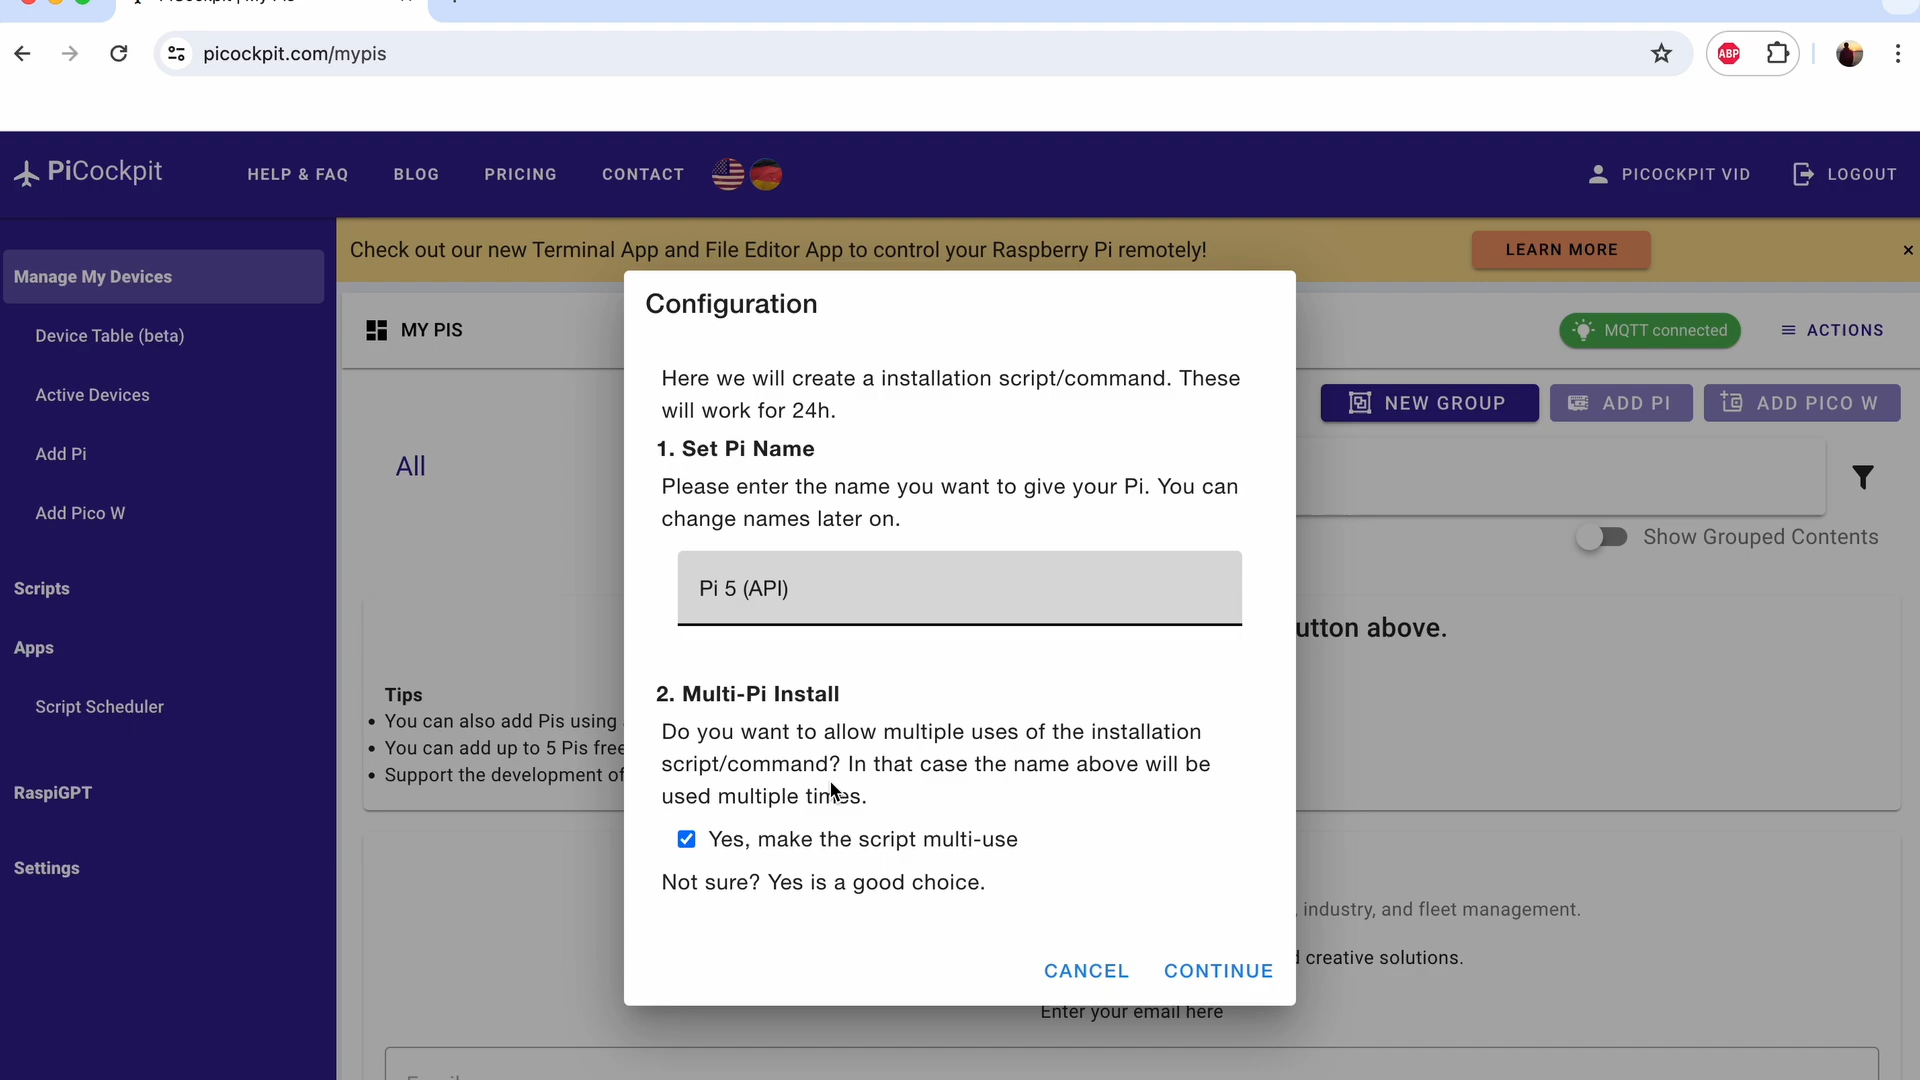 picockpit.com/mypis
ABP
PiCockpit
HELP & FAQ
BLOG
PRICING
CONTACT
PICOCKPIT VID
LOGOUT
Manage My Devices
Device Table (beta)
Active Devices
Add Pi
Add Pico W
Scripts
Apps
Script Scheduler
RaspiGPT
Settings
Check out our new Terminal App and File Editor App to control your Raspberry Pi remotely!
LEARN MORE
MY PIS
MQTT connected
ACTIONS
NEW GROUP
ADD PI
ADD PICO W
All
Show Grouped Contents
utton above.
Tips
• You can also add Pis using
• You can add up to 5 Pis free
• Support the development of
, industry, and fleet management.
creative solutions.
Enter your email here
Configuration
Here we will create a installation script/command. These
will work for 24h.
1. Set Pi Name
Please enter the name you want to give your Pi. You can
change names later on.
Pi 5 (API)
2. Multi-Pi Install
Do you want to allow multiple uses of the installation
script/command? In that case the name above will be
used multiple times.
Yes, make the script multi-use
Not sure? Yes is a good choice.
CANCEL
CONTINUE